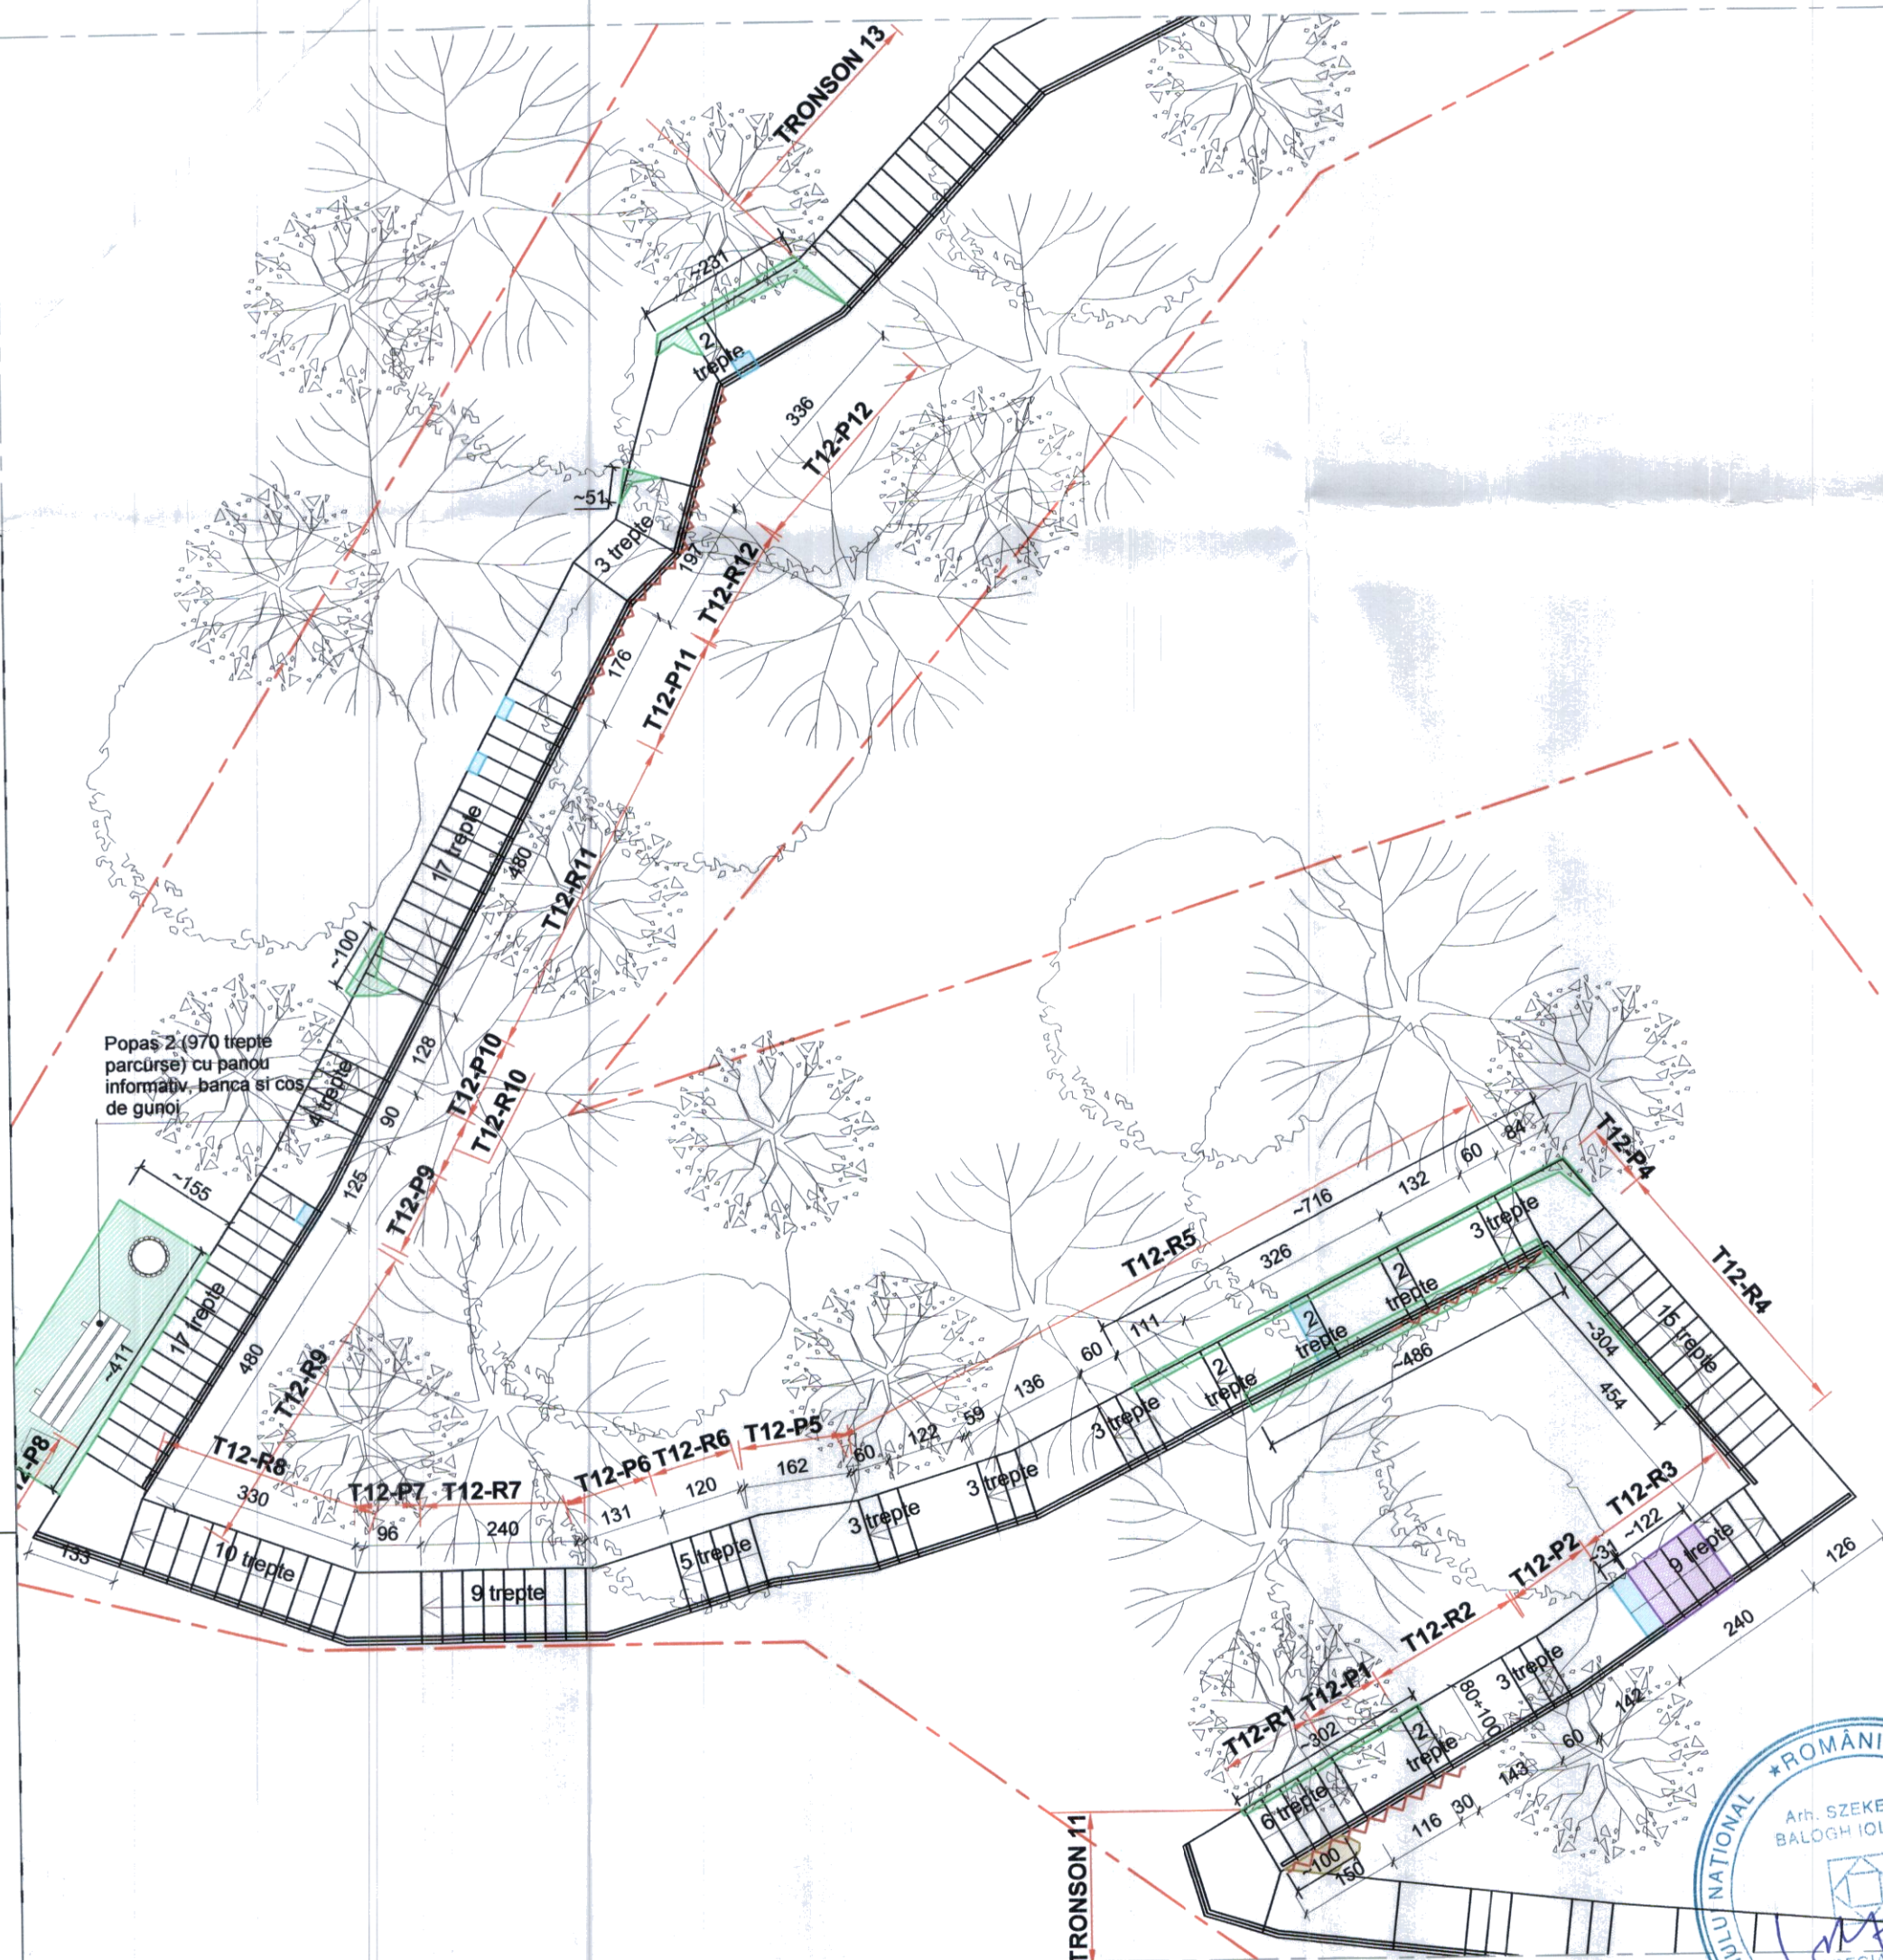 TRONSON 13
~231
2
trepte
336
T12-P12
~51
3 trepte
197
T12-R12
176
T12-P11
17 trepte
480
T12-R11
~100
128
T12-P10
T12-R10
Popaș 2 (970 trepte
parcurse) cu panou
informativ, banca si cos
de gunoi
4 trepte
90
125
T12-P9
~155
17 trepte
~411
480
T12-R9
T12-R8
330
133
10 trepte
T12-P7
96
T12-R7
240
9 trepte
T12-P6
131
T12-R6
120
5 trepte
T12-P5
162
60
122
59
3 trepte
3 trepte
136
60
111
3 trepte
T12-R5
~716
326
132
60
84
2
trepte
2
trepte
2
trepte
3 trepte
~486
T12-P4
T12-R4
15 trepte
~304
454
T12-R3
~122
~31
9 trepte
126
240
T12-P2
T12-R2
3 trepte
80+100
142
60
T12-P1
T12-R1
~302
2
trepte
143
30
116
6 trepte
~100
150
TRONSON 11
★ROMÂNI
NATIONAL
Arh. SZEKE
BALOGH IOL